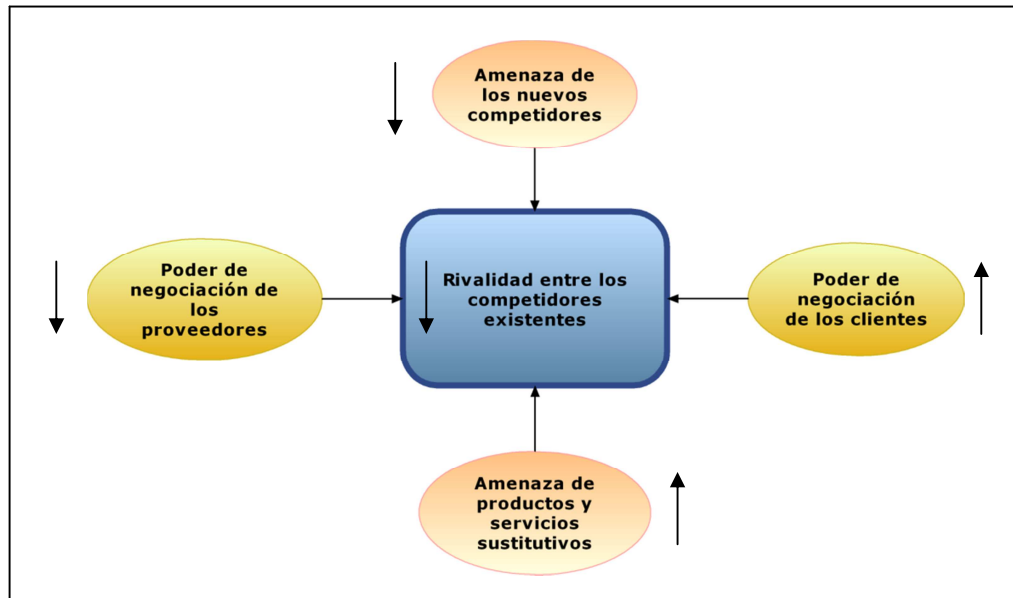 Amenaza de
los nuevos
competidores
Poder de
negociación de
los
proveedores
Rivalidad entre los
competidores
existentes
Poder de
negociación
de los clientes
Amenaza de
productos y
servicios
sustitutivos